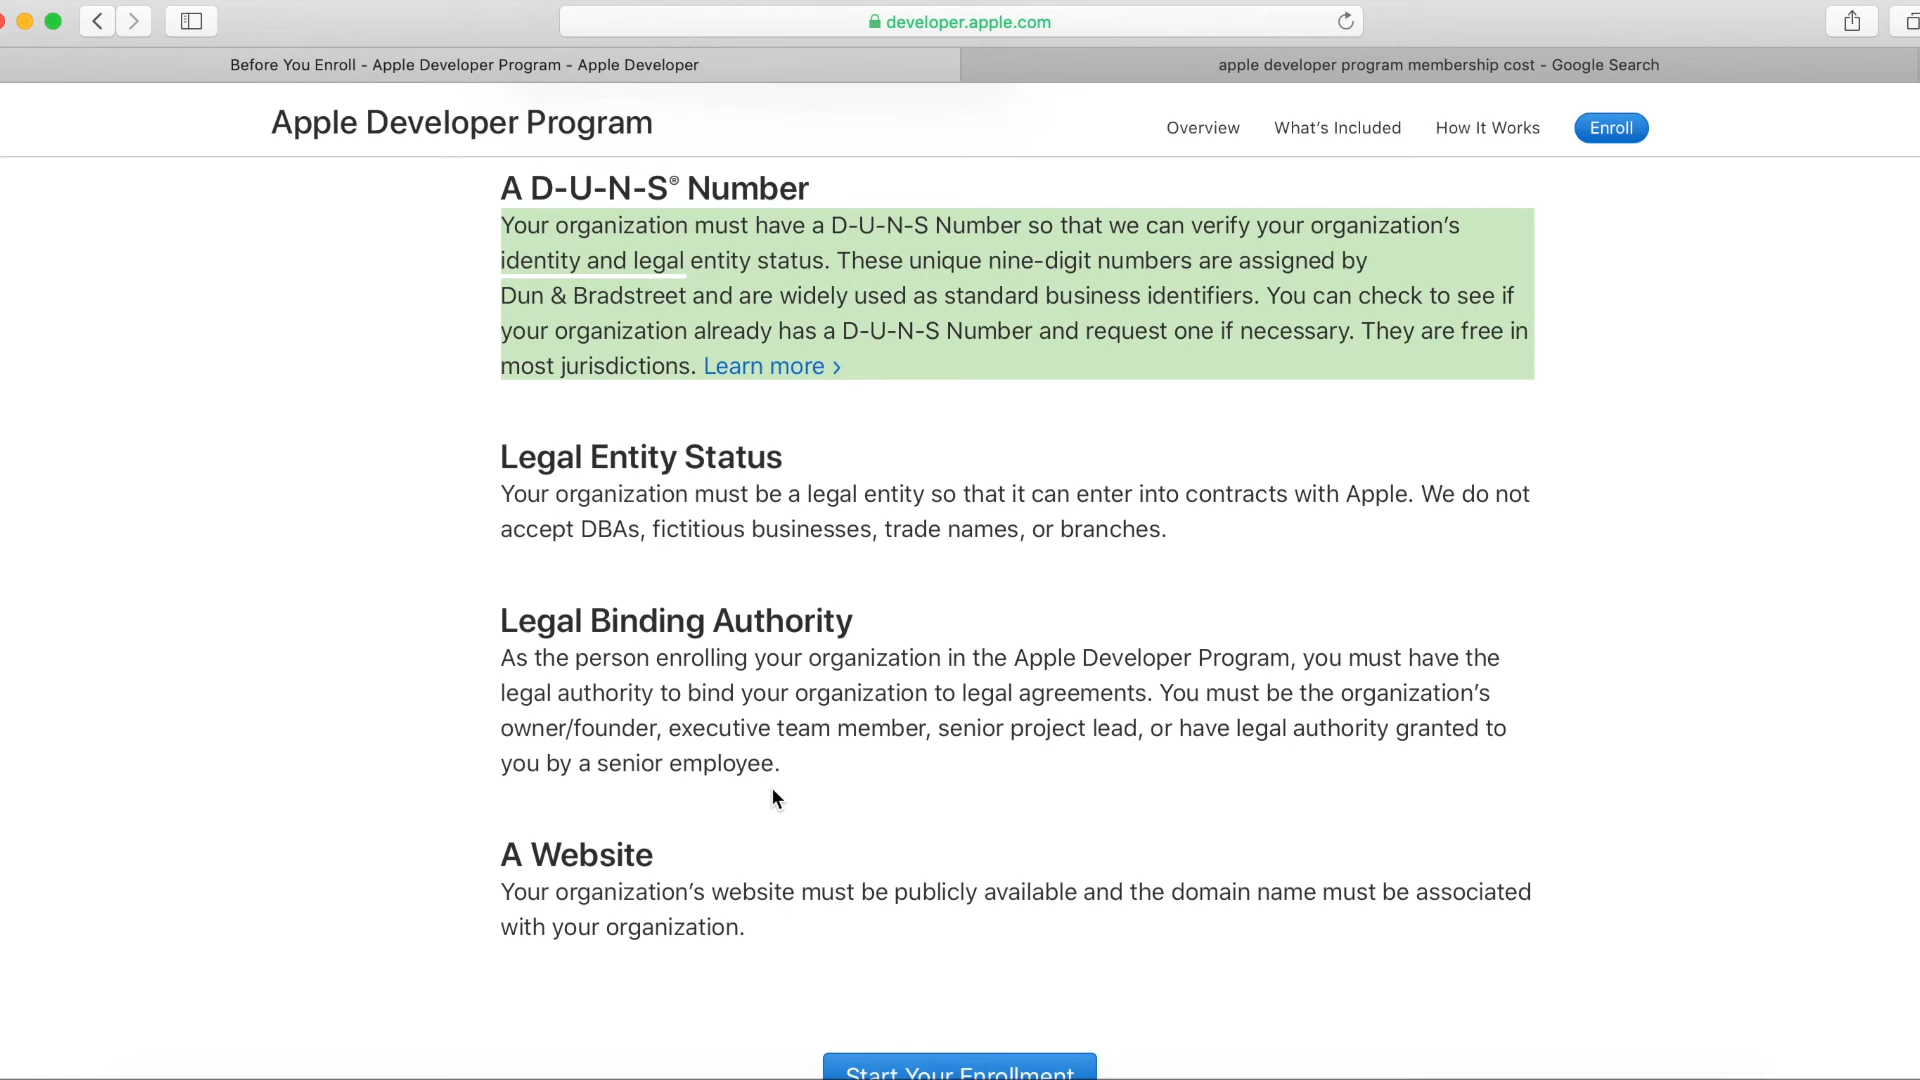 developer.apple.com
Before You Enroll - Apple Developer Program - Apple Developer
apple developer program membership cost - Google Search
Apple Developer Program
Overview
What's Included
How It Works
Enroll
A D-U-N-S® Number
Your organization must have a D-U-N-S Number so that we can verify your organization's
identity and legal entity status. These unique nine-digit numbers are assigned by
Dun & Bradstreet and are widely used as standard business identifiers. You can check to see if
your organization already has a D-U-N-S Number and request one if necessary. They are free in
most jurisdictions. Learn more ›
Legal Entity Status
Your organization must be a legal entity so that it can enter into contracts with Apple. We do not
accept DBAs, fictitious businesses, trade names, or branches.
Legal Binding Authority
As the person enrolling your organization in the Apple Developer Program, you must have the
legal authority to bind your organization to legal agreements. You must be the organization's
owner/founder, executive team member, senior project lead, or have legal authority granted to
you by a senior employee.
A Website
Your organization's website must be publicly available and the domain name must be associated
with your organization.
Start Your Enrollment